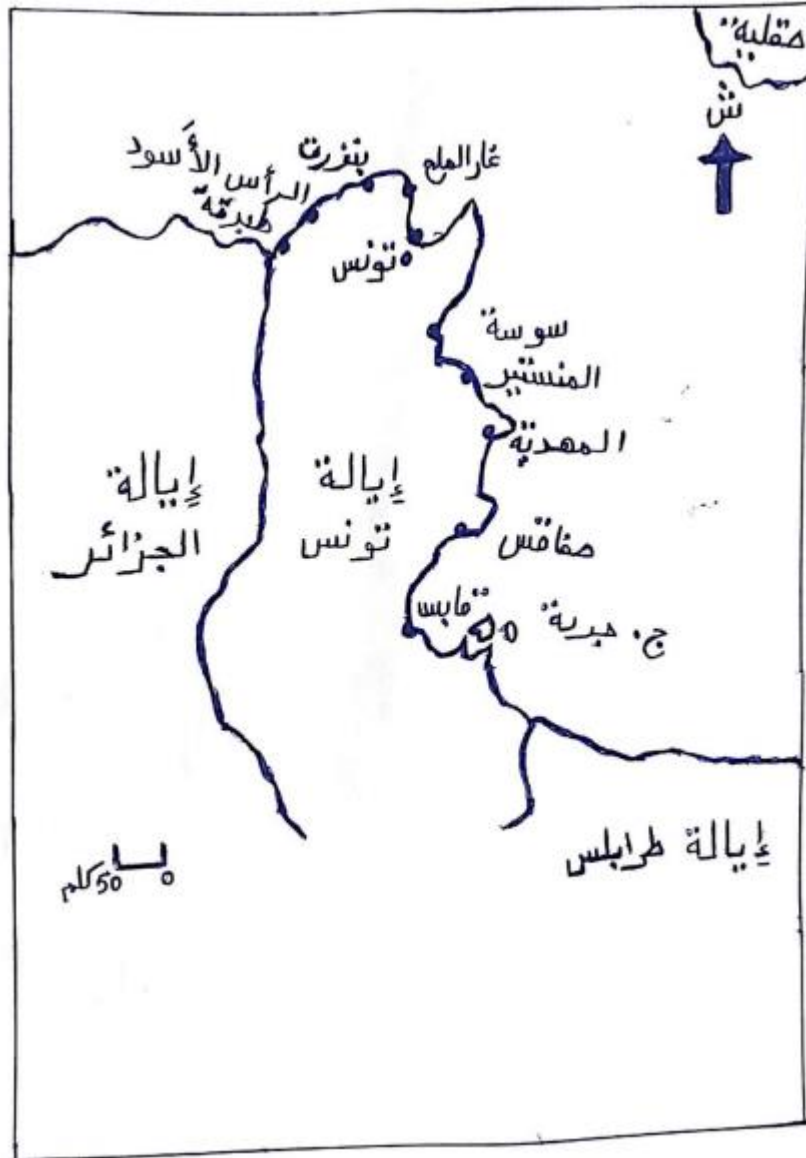 صقلية
ش
غار الملح
بنزرت
الرأس الأسود
طبرقة
تونس
سوسة
المنستير
المهدية
إيالة
الجزائر
إيالة
تونس
صفاقس
قابس
ج. جربة
إيالة طرابلس
50 كلم
0